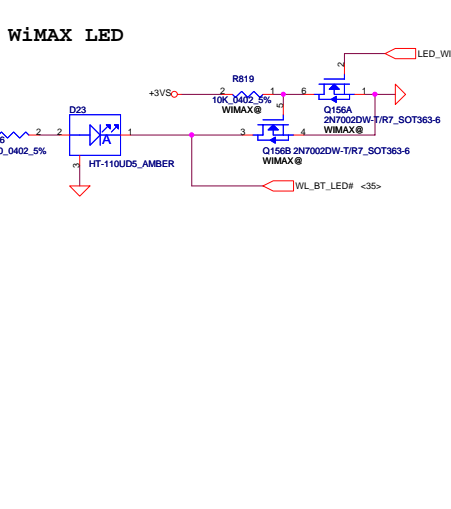 WiMAX LED
LED_WI
2
R819
+3VS
2
1
6
1
10K_0402_5%
WIMAX@
5
Q156A
2N7002DW-T/R7_SOT363-6
WIMAX@
D23
2
2
A
1
3
4
0_0402_5%
Q156B 2N7002DW-T/R7_SOT363-6
WIMAX@
3
HT-110UD5_AMBER
WL_BT_LED# <35>